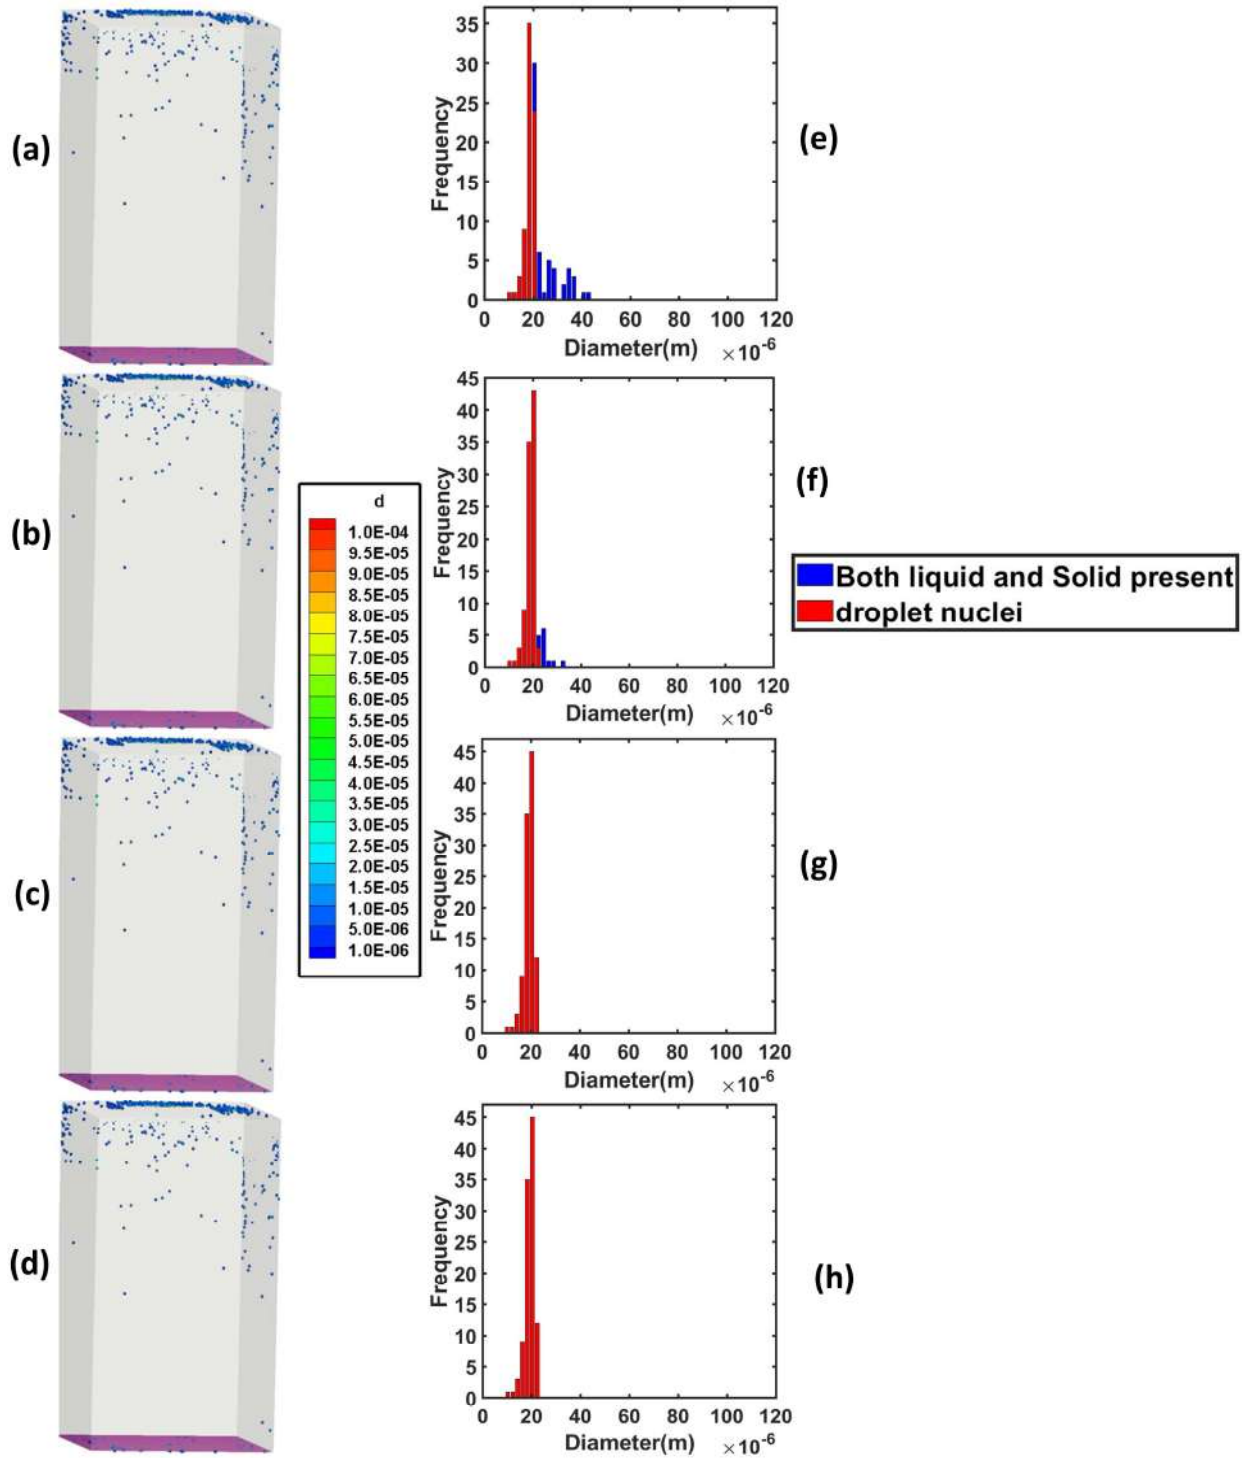 (a)
35
30
25
20
15
10
5
0
Frequency
0 20 40 60 80 100 120
Diameter(m) ×10-6
(e)
(b)
d
1.0E-04
9.5E-05
9.0E-05
8.5E-05
8.0E-05
7.5E-05
7.0E-05
6.5E-05
6.0E-05
5.5E-05
5.0E-05
4.5E-05
4.0E-05
3.5E-05
3.0E-05
2.5E-05
2.0E-05
1.5E-05
1.0E-05
5.0E-06
1.0E-06
45
40
35
30
25
20
15
10
5
0
Frequency
0 20 40 60 80 100 120
Diameter(m) ×10-6
(f)
Both liquid and Solid present
droplet nuclei
(c)
45
40
35
30
25
20
15
10
5
0
Frequency
0 20 40 60 80 100 120
Diameter(m) ×10-6
(g)
(d)
45
40
35
30
25
20
15
10
5
0
Frequency
0 20 40 60 80 100 120
Diameter(m) ×10-6
(h)